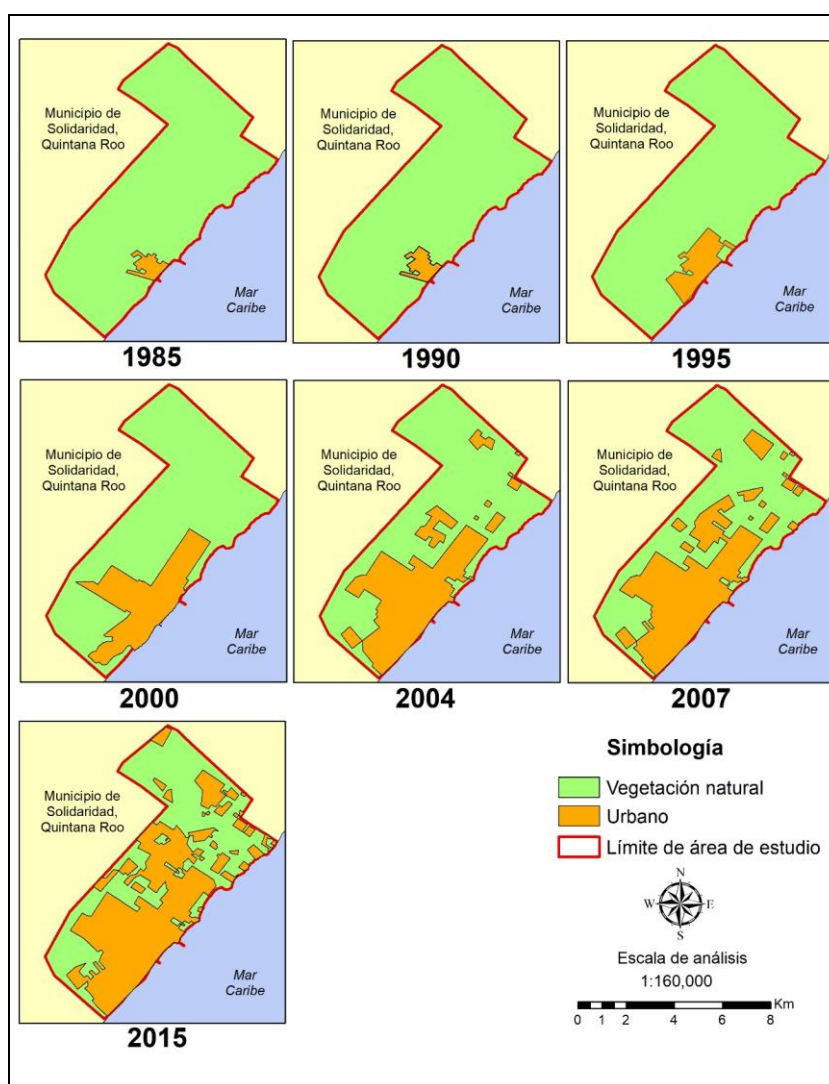 Municipio de
Solidaridad,
Quintana Roo
Mar
Caribe
1985
Municipio de
Solidaridad,
Quintana Roo
Mar
Caribe
1990
Municipio de
Solidaridad,
Quintana Roo
Mar
Caribe
1995
Municipio de
Solidaridad,
Quintana Roo
Mar
Caribe
2000
Municipio de
Solidaridad,
Quintana Roo
Mar
Caribe
2004
Municipio de
Solidaridad,
Quintana Roo
Mar
Caribe
2007
Municipio de
Solidaridad,
Quintana Roo
Mar
Caribe
2015
Simbología
Vegetación natural
Urbano
Límite de área de estudio
N
W E
S
Escala de análisis
1:160,000
Km
0 1 2 4 6 8